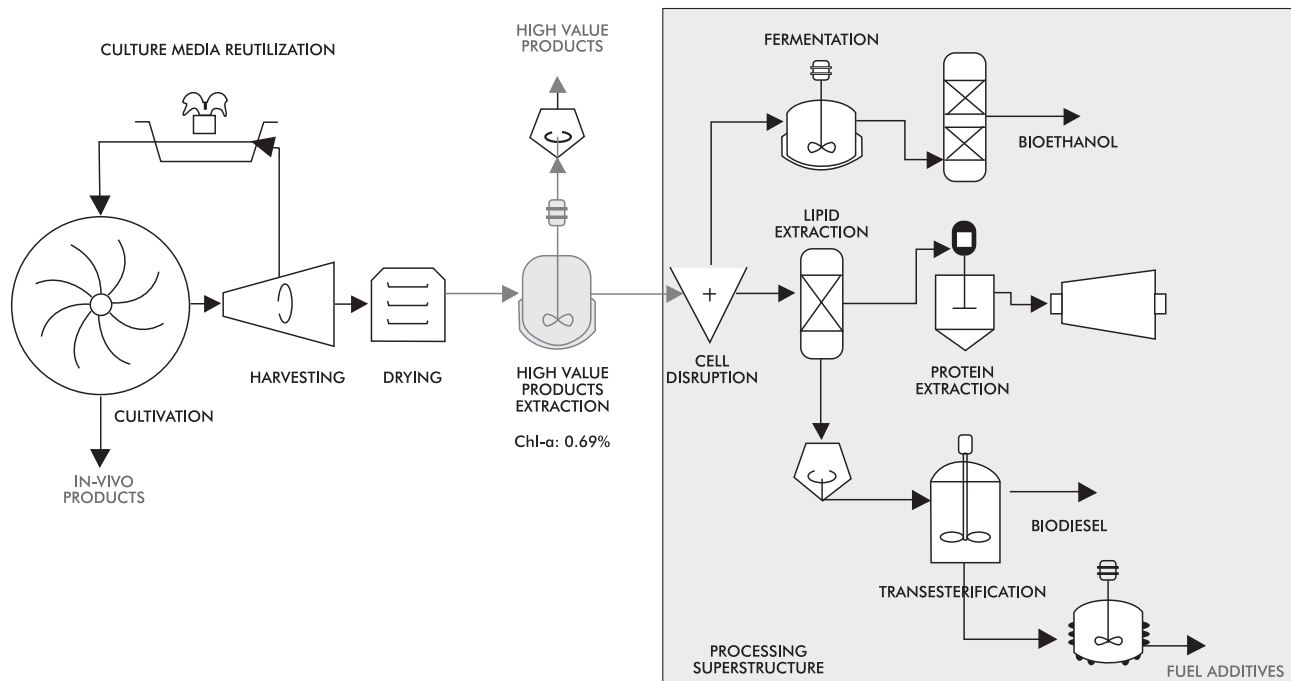 CULTURE MEDIA REUTILIZATION
HIGH VALUE
PRODUCTS
FERMENTATION
BIOETHANOL
LIPID
EXTRACTION
HARVESTING
DRYING
HIGH VALUE
PRODUCTS
EXTRACTION
Chl-a: 0.69%
CELL
DISRUPTION
PROTEIN
EXTRACTION
CULTIVATION
IN-VIVO
PRODUCTS
BIODIESEL
TRANSESTERIFICATION
PROCESSING
SUPERSTRUCTURE
FUEL ADDITIVES